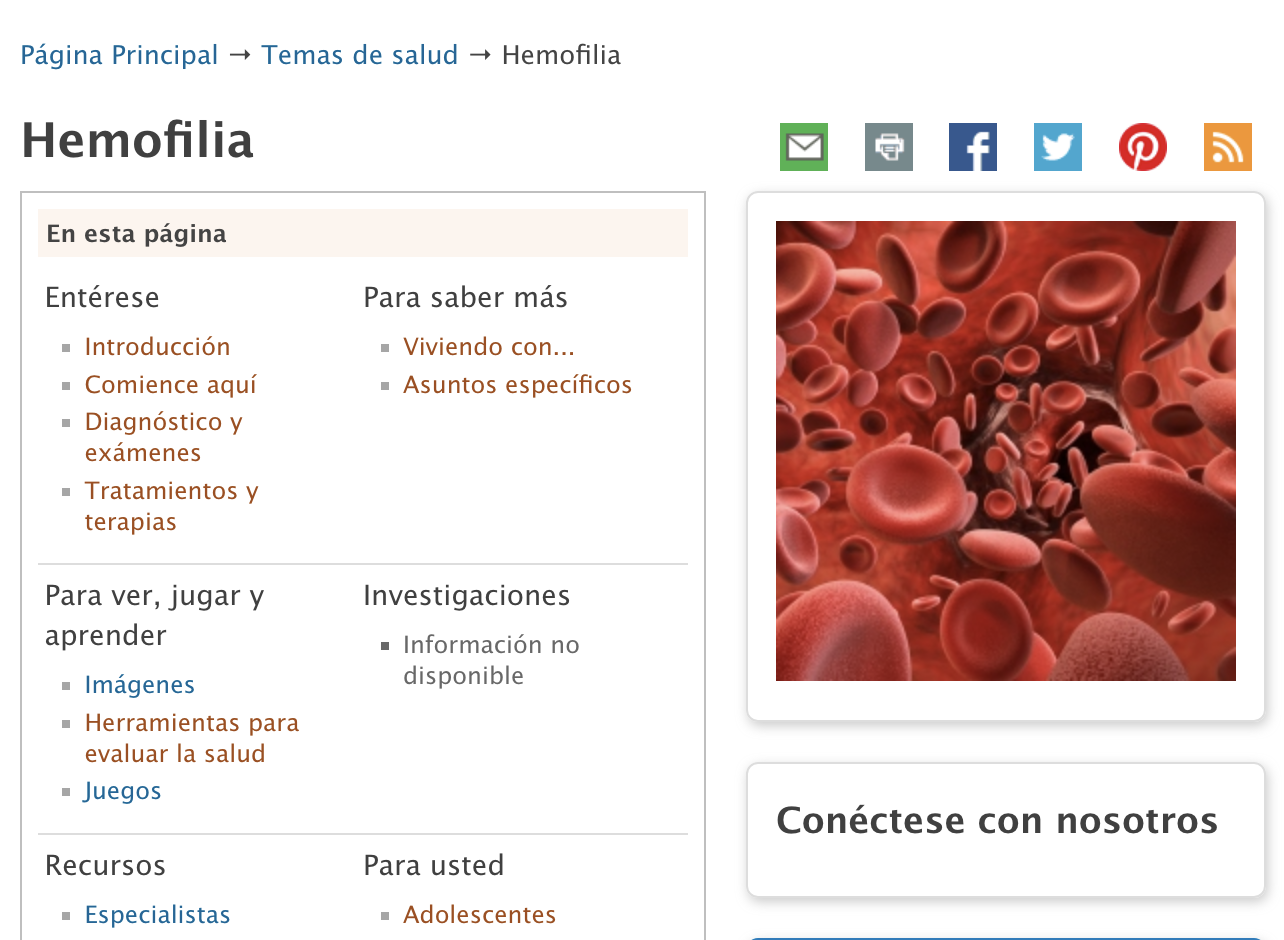 Página Principal → Temas de salud → Hemofilia
Hemofilia
En esta página
Entérese
Introducción
Comience aquí
Diagnóstico y
exámenes
Tratamientos y
terapias
Para saber más
Viviendo con...
Asuntos específicos
Para ver, jugar y
aprender
Imágenes
Herramientas para
evaluar la salud
Juegos
Investigaciones
Información no
disponible
Recursos
Especialistas
Para usted
Adolescentes
Conéctese con nosotros